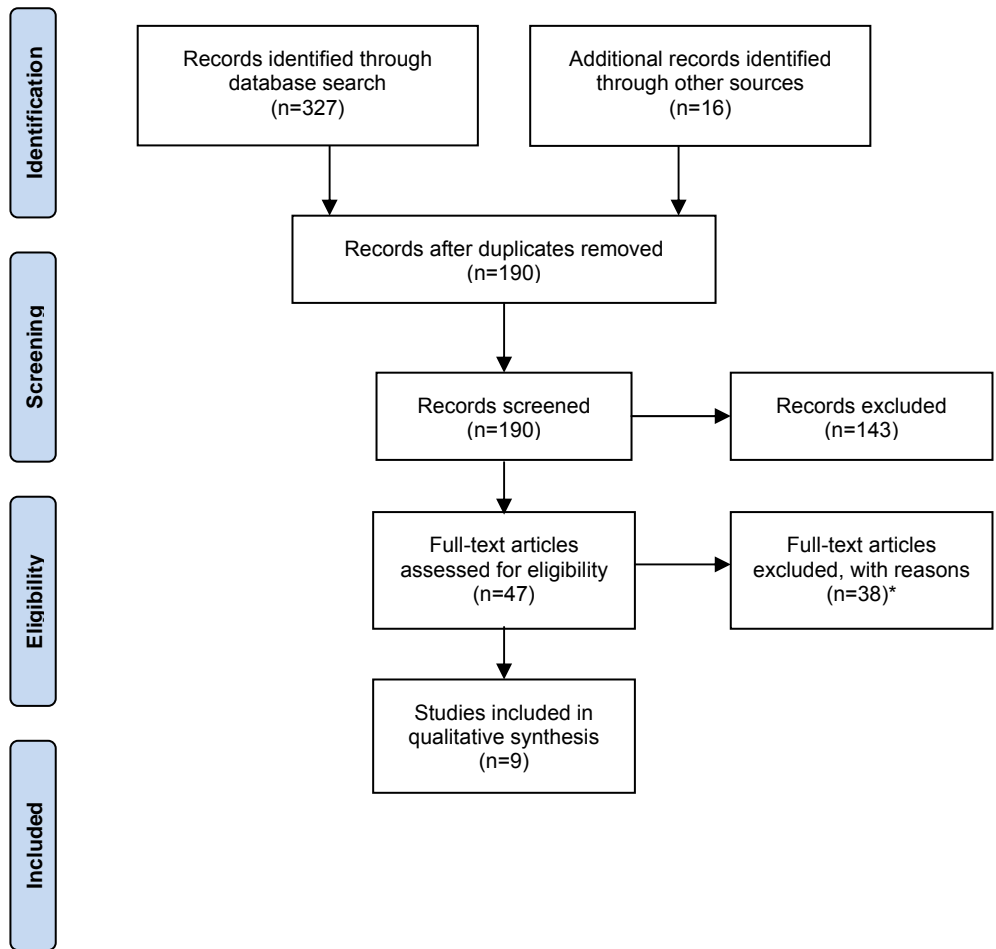 Identification
Records identified through
database search
(n=327)
Additional records identified
through other sources
(n=16)
Records after duplicates removed
(n=190)
Screening
Records screened
(n=190)
Records excluded
(n=143)
Eligibility
Full-text articles
assessed for eligibility
(n=47)
Full-text articles
excluded, with reasons
(n=38)*
Studies included in
qualitative synthesis
(n=9)
Included